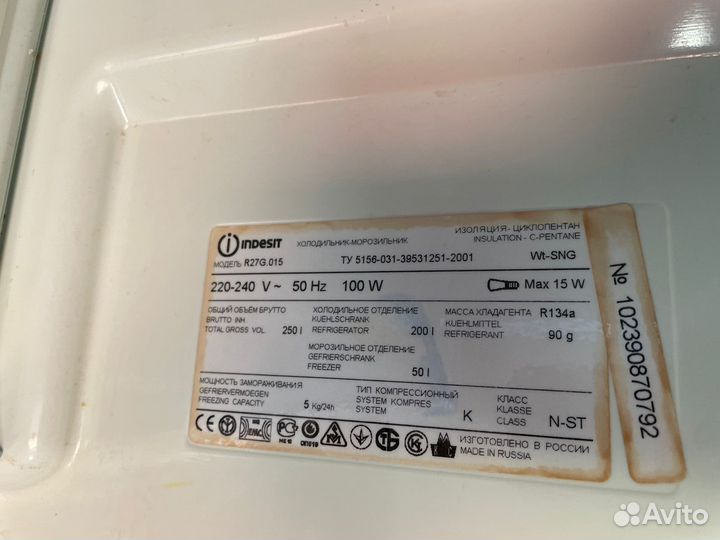 INDESIT
ХОЛОДИЛЬНИК-МОРОЗИЛЬНИК
ИЗОЛЯЦИЯ- ЦИКЛОПЕНТАН
INSULATION - C-PENTANE
МОДЕЛЬ R27G.015
ТУ 5156-031-39531251-2001
Wt-SNG
220-240 V~ 50 Hz 100 W
Max 15 W
ОБЩИЙ ОБЪЕМ БРУТТО
BRUTTO INH
TOTAL GROSS VOL. 250 l
ХОЛОДИЛЬНОЕ ОТДЕЛЕНИЕ
KUEHLSCHRANK
REFRIGERATOR 200 l
МОРОЗИЛЬНОЕ ОТДЕЛЕНИЕ
GEFRIERSCHRANK
FREEZER 50 l
МАССА ХЛАДАГЕНТА R134a
KUEHLMITTEL
REFRIGERANT 90 g
МОЩНОСТЬ ЗАМОРАЖИВАНИЯ
GEFRIERVERMOEGEN
FREEZING CAPACITY 5 Kg/24h
ТИП КОМПРЕССИОННЫЙ
SYSTEM KOMPRES
SYSTEM COMPRES. K
КЛАСС
KLASSE
CLASS N-ST
CE
ИЗГОТОВЛЕНО В РОССИИ
MADE IN RUSSIA
№ 102390870792
Avito